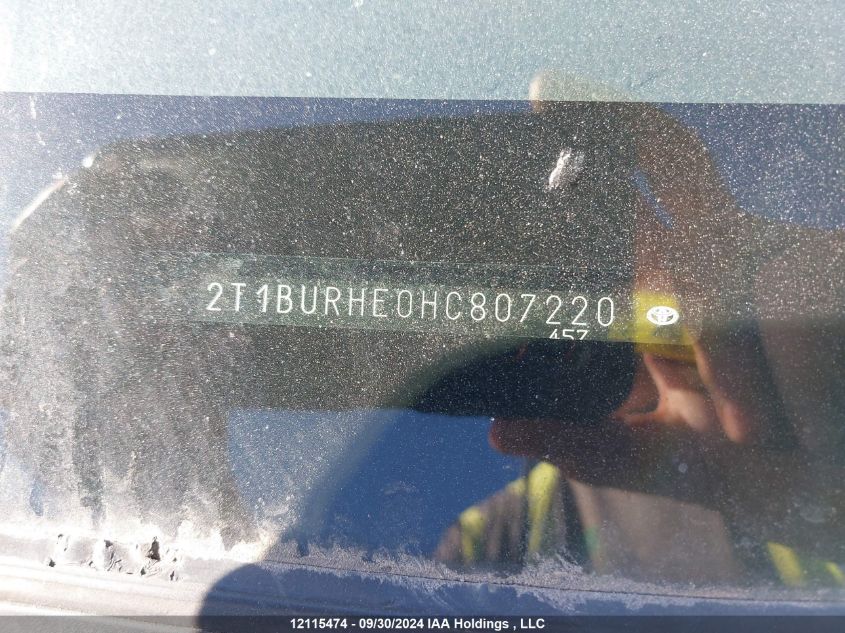 2T1BURHE0HC807220
457
12115474 - 09/30/2024 IAA Holdings , LLC